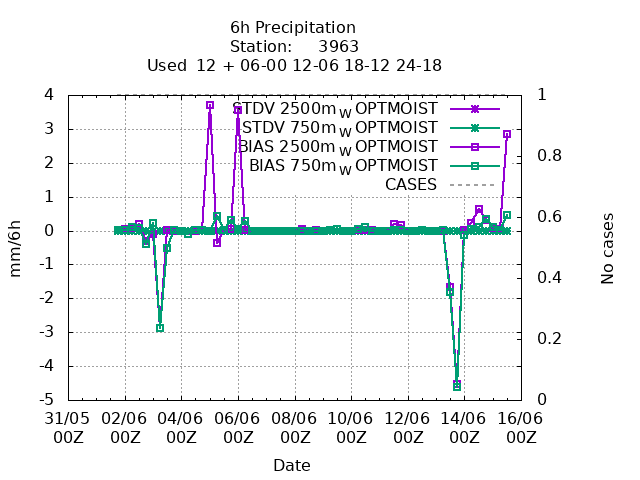 6h Precipitation
Station: 3963
Used 12 + 06-00 12-06 18-12 24-18
STDV 2500m_W OPTMOIST
STDV 750m_W OPTMOIST
BIAS 2500m_W OPTMOIST
BIAS 750m_W OPTMOIST
CASES
4
3
2
1
0
-1
-2
-3
-4
-5
mm/6h
1
0.8
0.6
0.4
0.2
0
No cases
31/05 02/06 04/06 06/06 08/06 10/06 12/06 14/06 16/06
00Z 00Z 00Z 00Z 00Z 00Z 00Z 00Z 00Z
Date